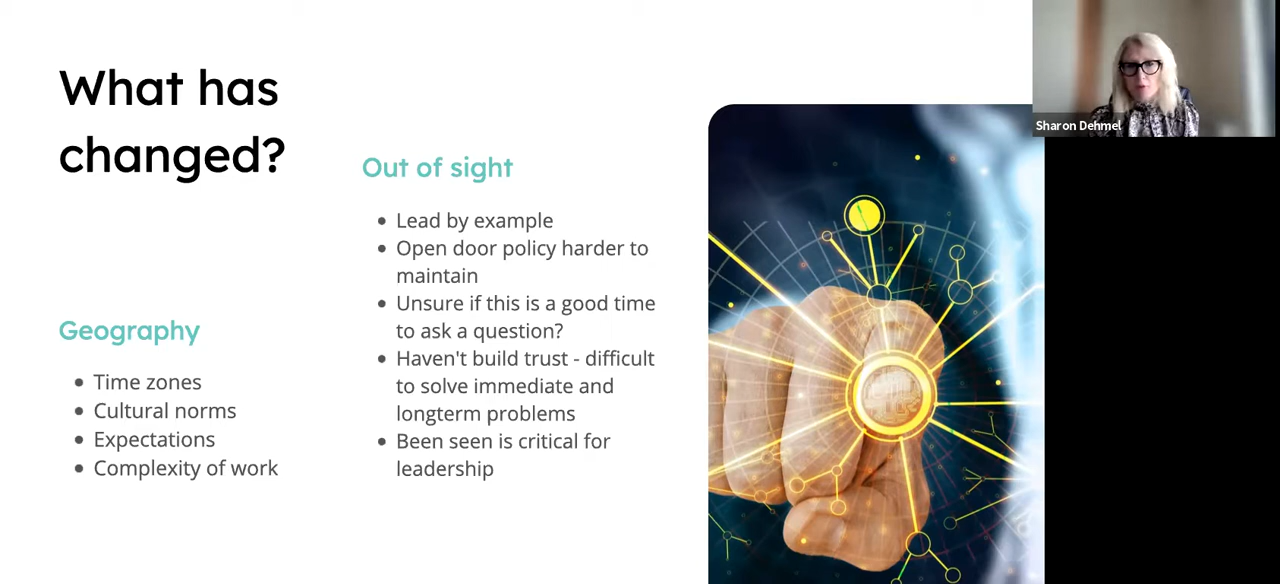 What has
changed?
Geography
Time zones
Cultural norms
Expectations
Complexity of work
Out of sight
Lead by example
Open door policy harder to
maintain
Unsure if this is a good time
to ask a question?
Haven't build trust - difficult
to solve immediate and
longterm problems
Been seen is critical for
leadership
Sharon Dehmel